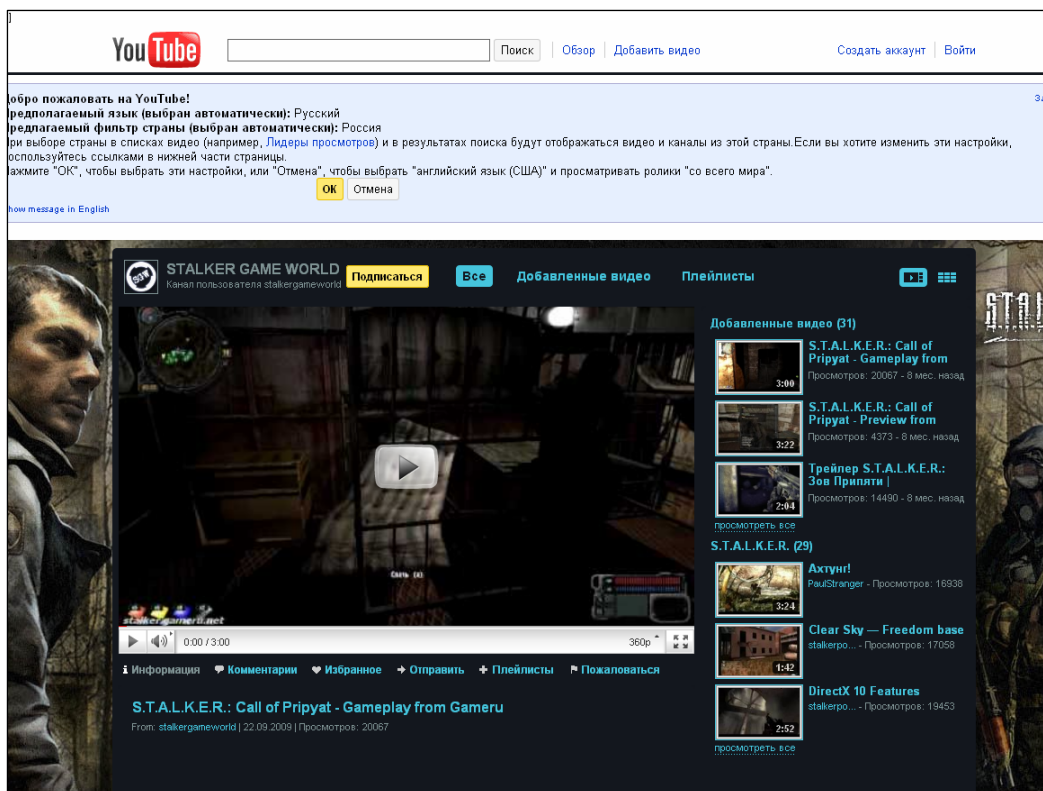 ]
YouTube
Поиск
Обзор
Добавить видео
Создать аккаунт
Войти
обро пожаловать на YouTube!
редполагаемый язык (выбран автоматически): Русский
редлагаемый фильтр страны (выбран автоматически): Россия
ри выборе страны в списках видео (например, Лидеры просмотров) и в результатах поиска будут отображаться видео и каналы из этой страны.Если вы хотите изменить эти настройки,
оспользуйтесь ссылками в нижней части страницы.
ажмите "ОК", чтобы выбрать эти настройки, или "Отмена", чтобы выбрать "английский язык (США)" и просматривать ролики "со всего мира".
ОК
Отмена
how message in English
SGW
STALKER GAME WORLD
Канал пользователя stalkergameworld
Подписаться
Все
Добавленные видео
Плейлисты
Добавленные видео (31)
S.T.A.L.K.E.R.: Call of
Pripyat - Gameplay from
Просмотров: 20067 - 8 мес. назад
3:00
S.T.A.L.K.E.R.: Call of
Pripyat - Preview from
Просмотров: 4373 - 8 мес. назад
3:22
Трейлер S.T.A.L.K.E.R.:
Зов Припяти |
Просмотров: 14490 - 8 мес. назад
2:04
просмотреть все
S.T.A.L.K.E.R. (29)
Ахтунг!
PaulStranger - Просмотров: 16938
3:24
Clear Sky — Freedom base
stalkerpo... - Просмотров: 17058
1:42
DirectX 10 Features
stalkerpo... - Просмотров: 19453
2:52
просмотреть все
stalker.gameru.net
0:00 / 3:00
360p
Информация
Комментарии
Избранное
Отправить
Плейлисты
Пожаловаться
S.T.A.L.K.E.R.: Call of Pripyat - Gameplay from Gameru
From: stalkergameworld | 22.09.2009 | Просмотров: 20067